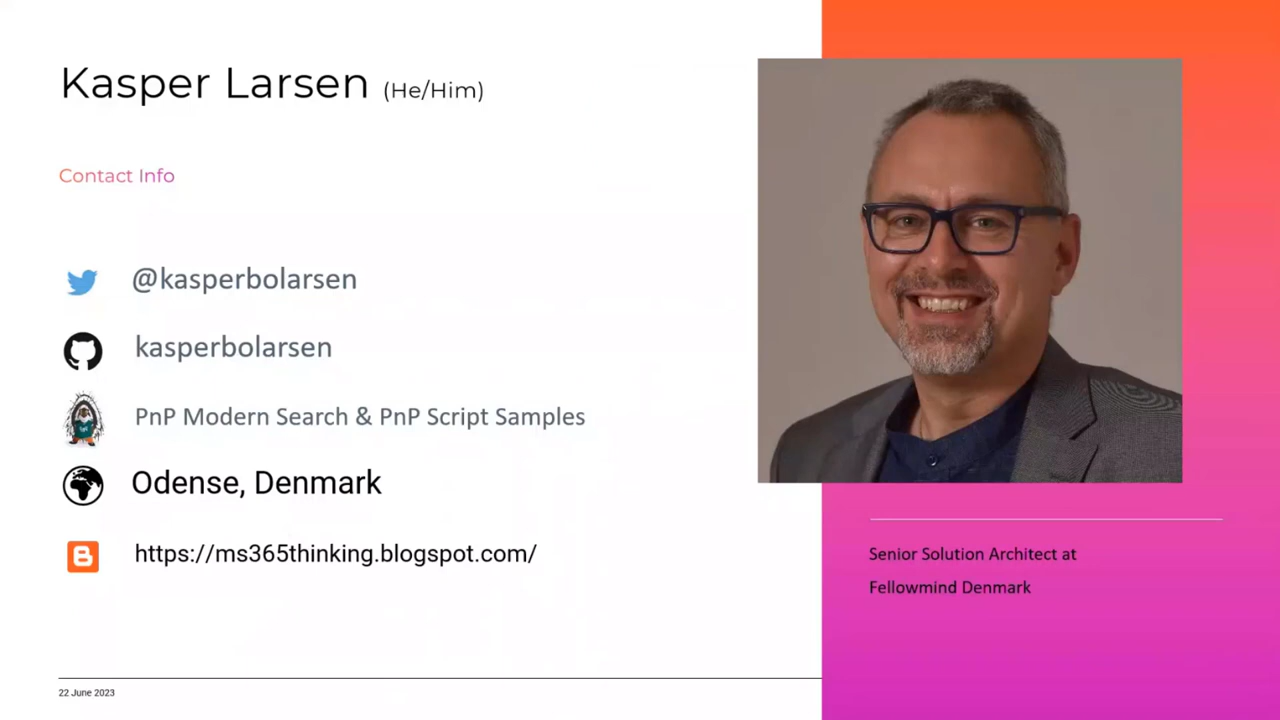 Kasper Larsen (He/Him)
Contact Info
@kasperbolarsen
kasperbolarsen
PnP Modern Search & PnP Script Samples
Odense, Denmark
https://ms365thinking.blogspot.com/
Senior Solution Architect at
Fellowmind Denmark
22 June 2023